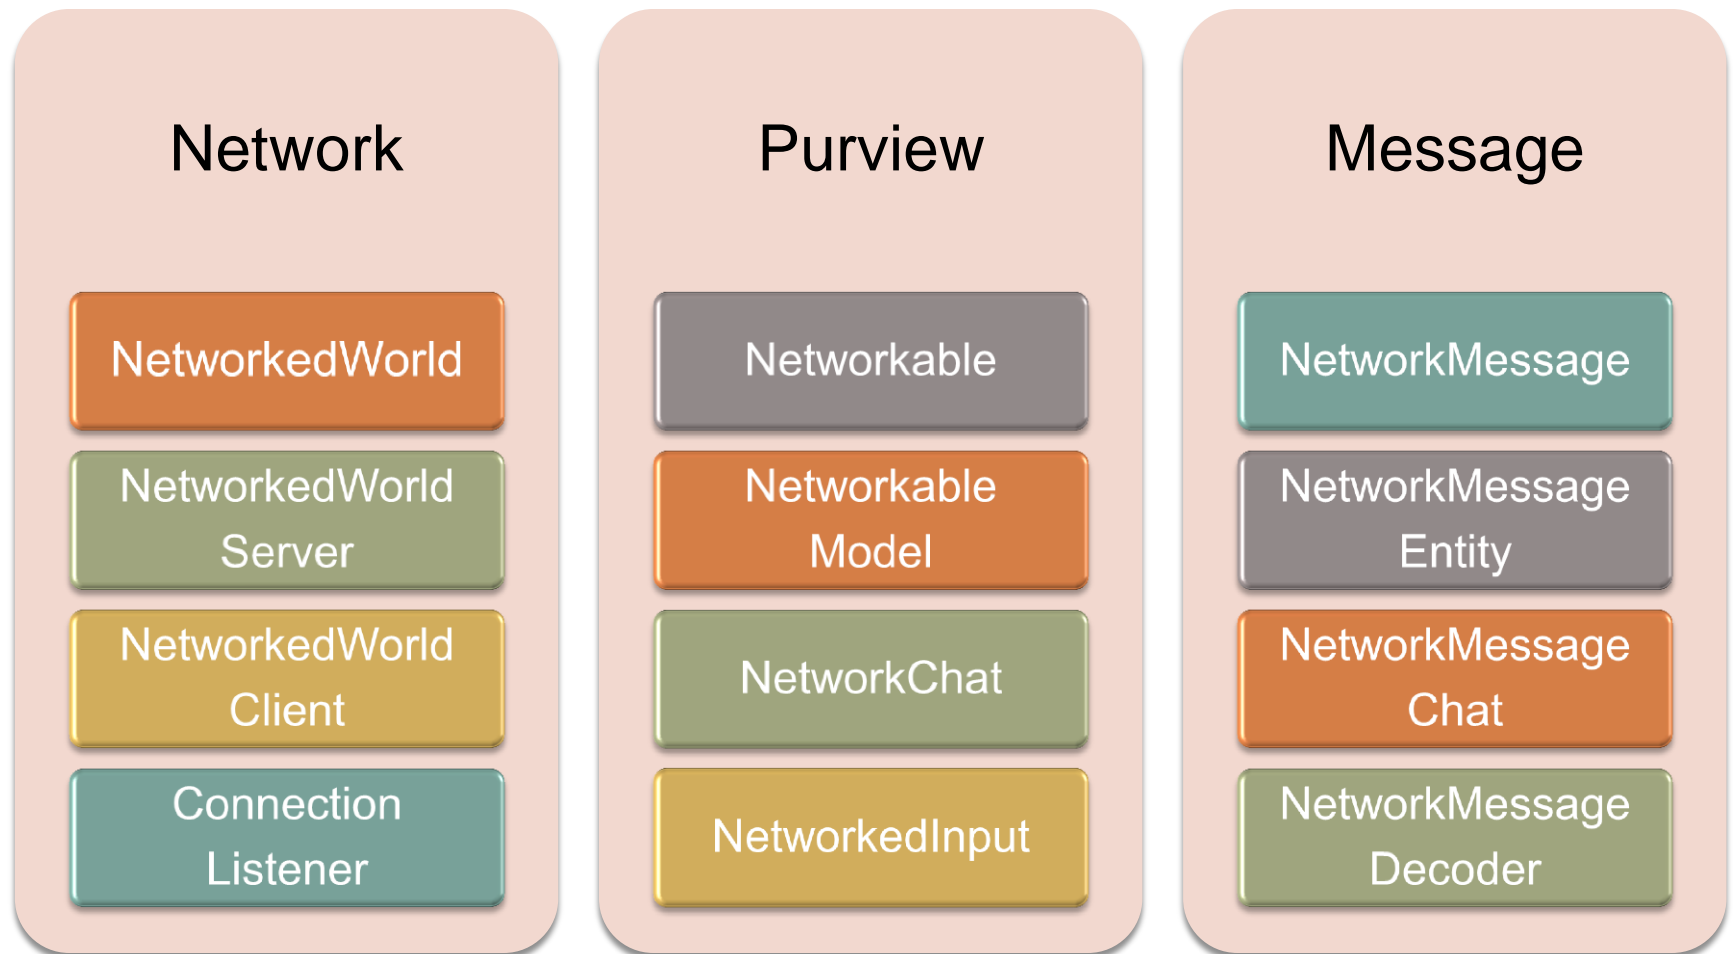 Network
NetworkedWorld
NetworkedWorld
Server
NetworkedWorld
Client
Connection
Listener
Purview
Networkable
Networkable
Model
NetworkChat
NetworkedInput
Message
NetworkMessage
NetworkMessage
Entity
NetworkMessage
Chat
NetworkMessage
Decoder